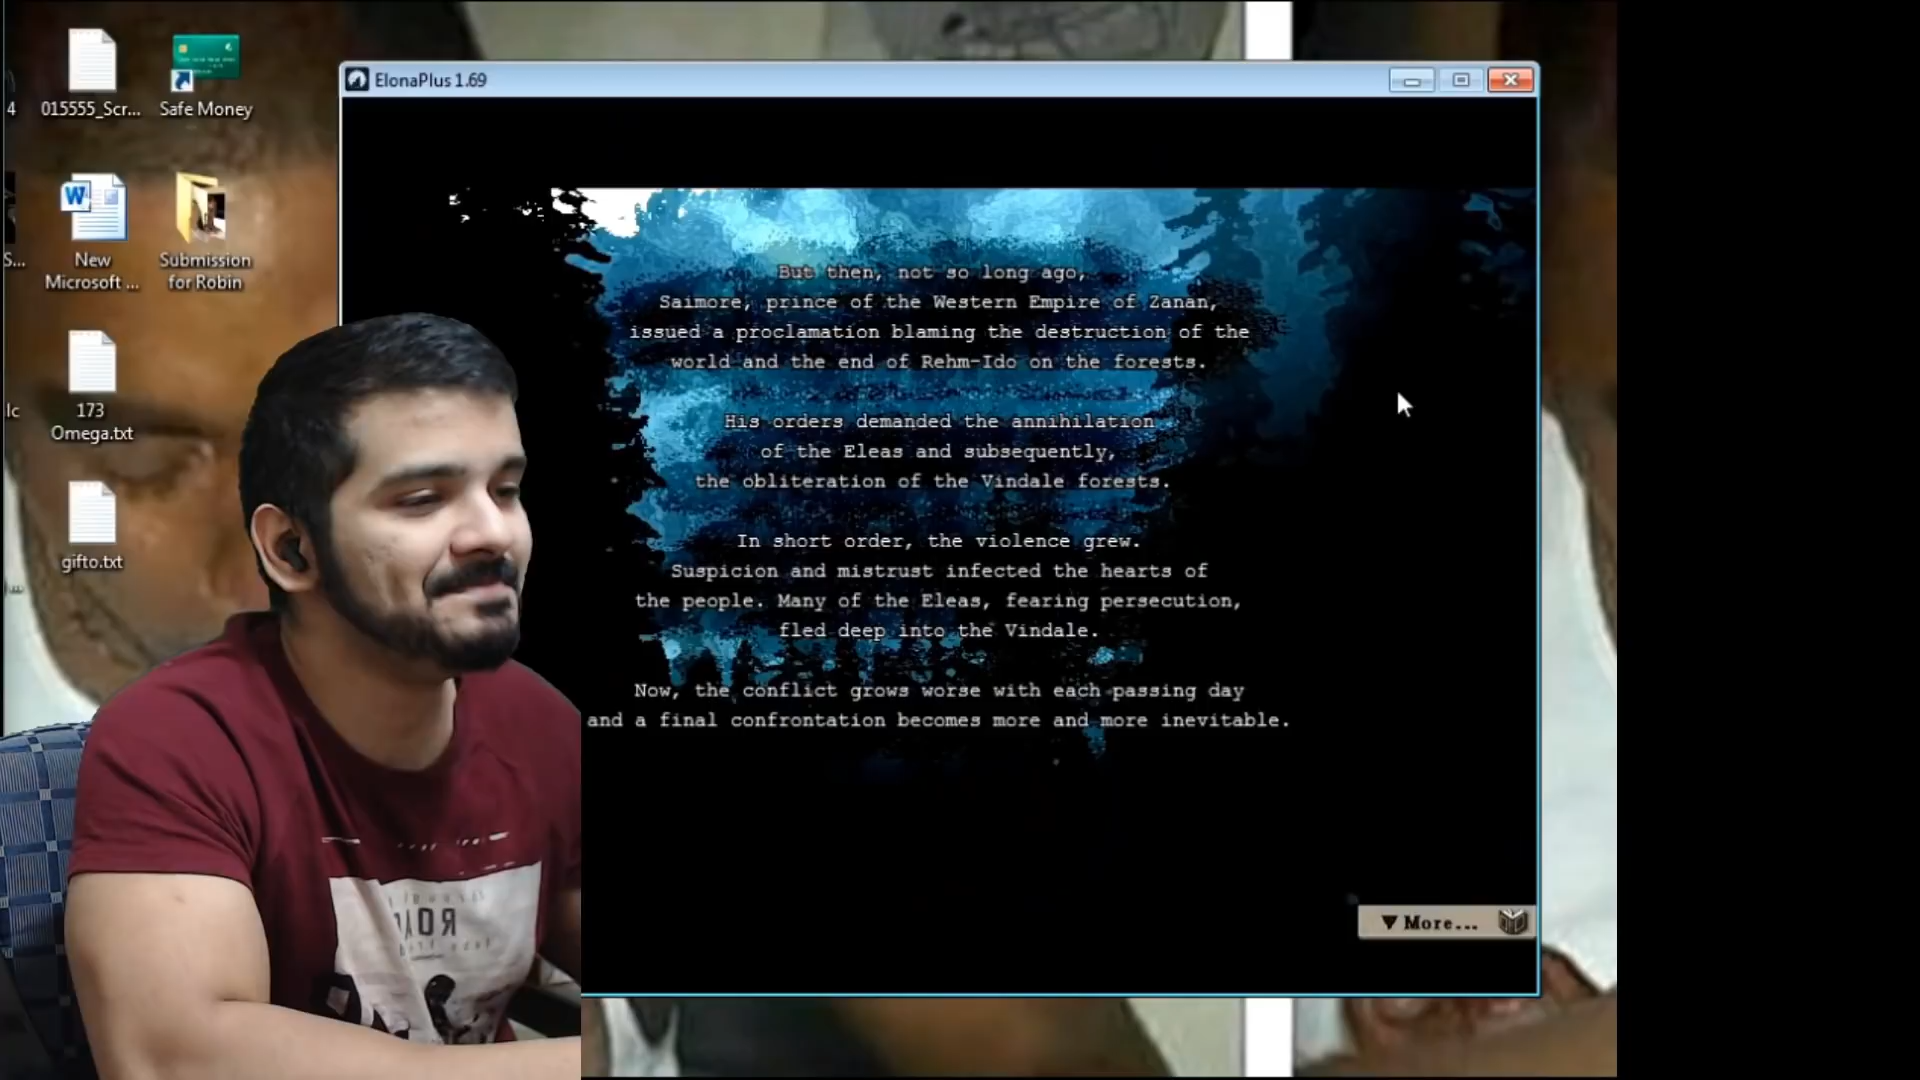 4
015555_Scr...
Safe Money
S...
New
Microsoft ...
Submission
for Robin
lc
173
Omega.txt
gifto.txt
...
ElonaPlus 1.69
But then, not so long ago,
Saimore, prince of the Western Empire of Zanan,
issued a proclamation blaming the destruction of the
world and the end of Rehm-Ido on the forests.
His orders demanded the annihilation
of the Eleas and subsequently,
the obliteration of the Vindale forests.
In short order, the violence grew.
Suspicion and mistrust infected the hearts of
the people. Many of the Eleas, fearing persecution,
fled deep into the Vindale.
Now, the conflict grows worse with each passing day
and a final confrontation becomes more and more inevitable.
▼ More...